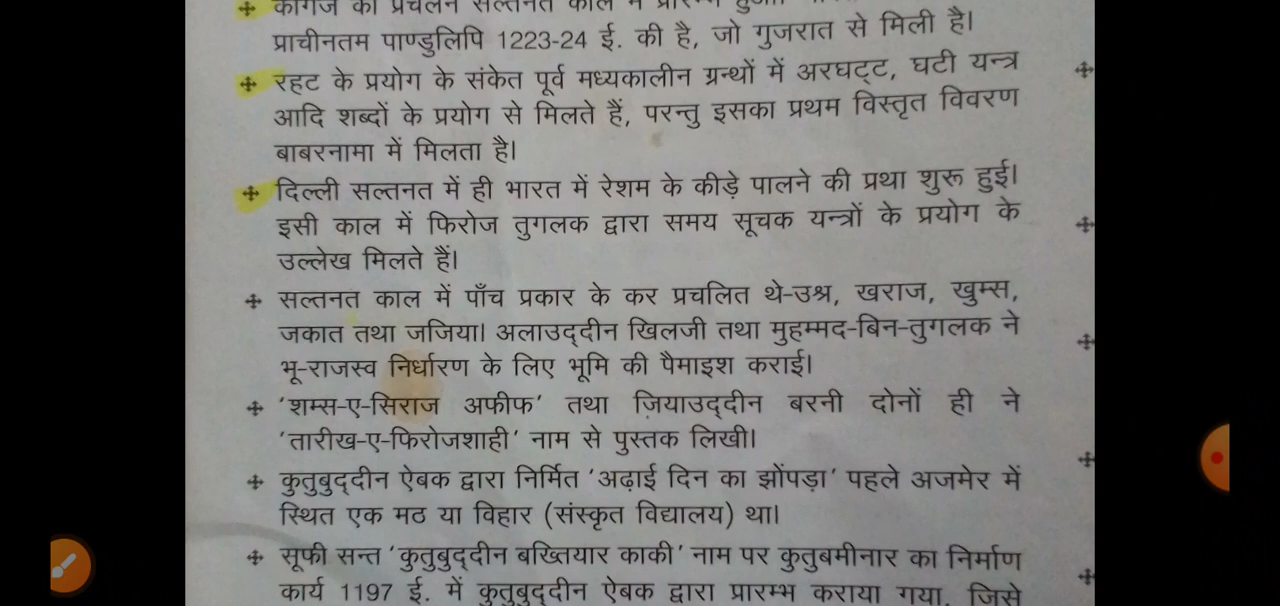 कागज का प्रचलन सल्तनत काल में प्रारम्भ हुआ।
प्राचीनतम पाण्डुलिपि 1223-24 ई. की है, जो गुजरात से मिली है।
रहट के प्रयोग के संकेत पूर्व मध्यकालीन ग्रन्थों में अरघट्ट, घटी यन्त्र
आदि शब्दों के प्रयोग से मिलते हैं, परन्तु इसका प्रथम विस्तृत विवरण
बाबरनामा में मिलता है।
दिल्ली सल्तनत में ही भारत में रेशम के कीड़े पालने की प्रथा शुरू हुई।
इसी काल में फिरोज तुगलक द्वारा समय सूचक यन्त्रों के प्रयोग के
उल्लेख मिलते हैं।
सल्तनत काल में पाँच प्रकार के कर प्रचलित थे-उश्र, खराज, खुम्स,
जकात तथा जजिया। अलाउद्दीन खिलजी तथा मुहम्मद-बिन-तुगलक ने
भू-राजस्व निर्धारण के लिए भूमि की पैमाइश कराई।
'शम्स-ए-सिराज अफीफ' तथा ज़ियाउद्दीन बरनी दोनों ही ने
'तारीख-ए-फिरोजशाही' नाम से पुस्तक लिखी।
कुतुबुद्दीन ऐबक द्वारा निर्मित 'अढ़ाई दिन का झोंपड़ा' पहले अजमेर में
स्थित एक मठ या विहार (संस्कृत विद्यालय) था।
सूफी सन्त 'कुतुबुद्दीन बख्तियार काकी' नाम पर कुतुबमीनार का निर्माण
कार्य 1197 ई. में कुतुबुद्दीन ऐबक द्वारा प्रारम्भ कराया गया, जिसे